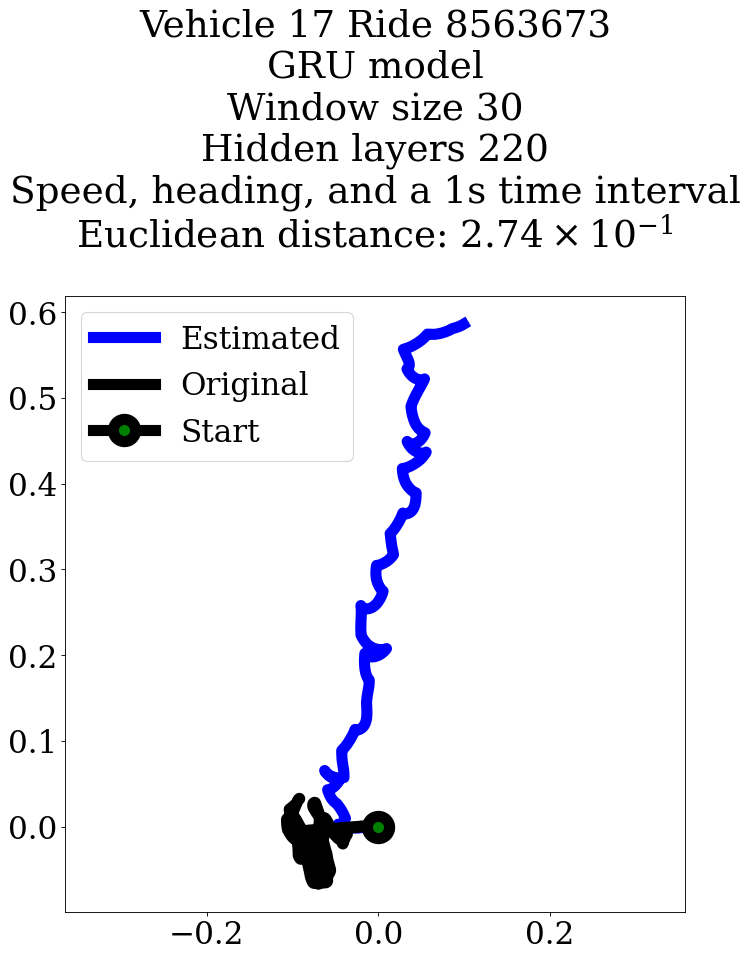 Vehicle 17 Ride 8563673
GRU model
Window size 30
Hidden layers 220
Speed, heading, and a 1s time interval
Euclidean distance: 2.74 × 10⁻¹
Estimated
Original
Start
0.6
0.5
0.4
0.3
0.2
0.1
0.0
−0.2 0.0 0.2